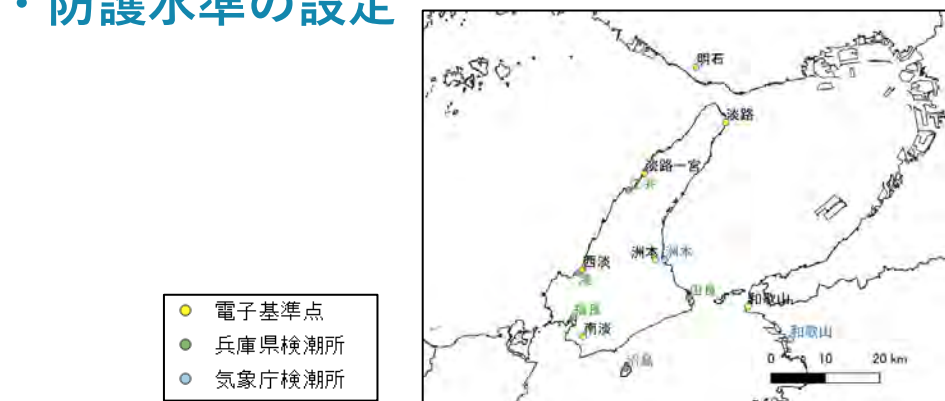 ・防護水準の設定
明石
淡路
淡路一宮
洲本 洲本
西淡
由良
和歌山
南淡
和歌山
沼島
0 10 20 km
電子基準点
兵庫県検潮所
気象庁検潮所